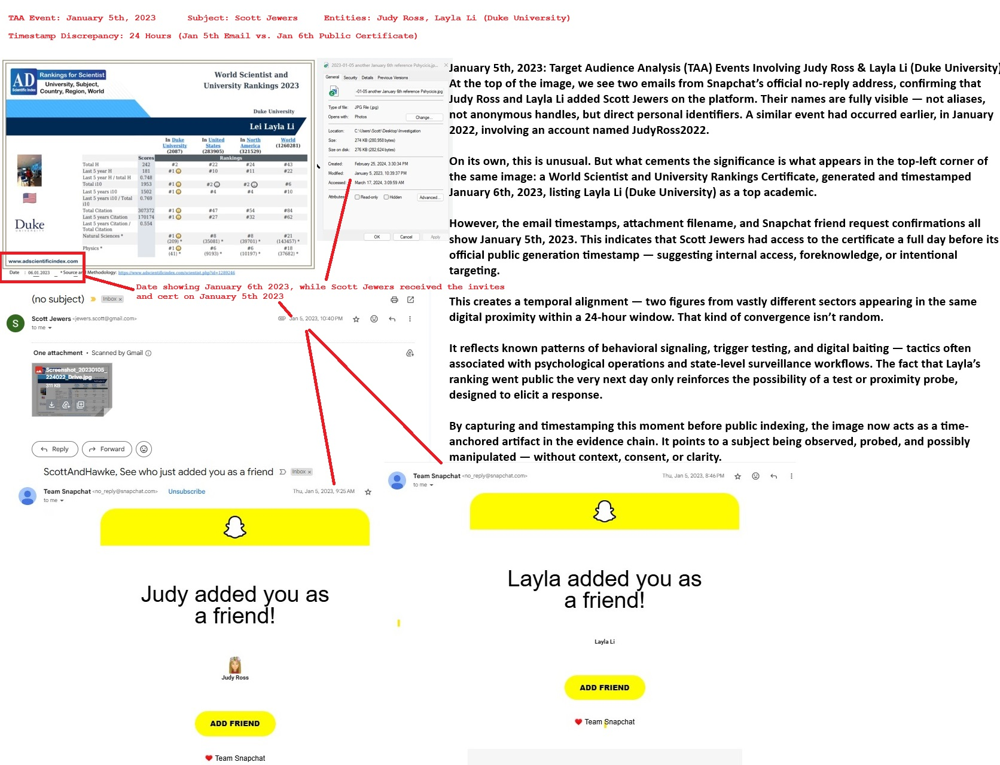 TAA Event: January 5th, 2023 Subject: Scott Jewers Entities: Judy Ross, Layla Li (Duke University)
Timestamp Discrepancy: 24 Hours (Jan 5th Email vs. Jan 6th Public Certificate)
AD Scientific Index
Rankings for Scientist
University, Subject,
Country, Region, World
World Scientist and
University Rankings 2023
Duke University
Lei Layla Li
In Duke University (2087) In United States (283905) In North America (321529) World (1260281)
Scores Rankings
Total H 242 #2 #22 #24 #43
Last 5 year H 181 #1 #10 #11 #22
Last 5 year H / total H 0.748
Total i10 1953 #1 #2 #2 #6
Last 5 years i10 1502 #1 #4 #4 #10
Last 5 years i10 / Total i10 0.769
Total Citation 307372 #1 #47 #54 #84
Last 5 years Citation 170174 #1 #27 #32 #62
Last 5 years Citation / Total Citation 0.554
Natural Sciences * #1 (209) * #8 (35081) * #8 (39701) * #21 (143457) *
Physics * #1 (41) * #6 (9193) * #6 (10197) * #18 (37682) *
Duke
UNIVERSITY
www.adscientificindex.com
Date : 06.01.2023 * Source and Methodology: https://www.adscientificindex.com/scientist.php?id=1289246
2023-01-05 another January 6th reference Pshycicis.jp...
General Security Details Previous Versions
-01-05 another January 6th reference Pshycicis.jpg
Type of file: JPG File (.jpg)
Opens with: Photos Change...
Location: C:\Users\Scott\Desktop\Investigation
Size: 274 KB (280,958 bytes)
Size on disk: 276 KB (282,624 bytes)
Created: February 25, 2024, 3:30:34 PM
Modified: January 5, 2023, 10:39:37 PM
Accessed: March 17, 2024, 3:09:59 AM
Attributes: Read-only Hidden Advanced...
OK Cancel Apply
January 5th, 2023: Target Audience Analysis (TAA) Events Involving Judy Ross & Layla Li (Duke University)
At the top of the image, we see two emails from Snapchat’s official no-reply address, confirming that
Judy Ross and Layla Li added Scott Jewers on the platform. Their names are fully visible — not aliases,
not anonymous handles, but direct personal identifiers. A similar event had occurred earlier, in January
2022, involving an account named JudyRoss2022.
On its own, this is unusual. But what cements the significance is what appears in the top-left corner of
the same image: a World Scientist and University Rankings Certificate, generated and timestamped
January 6th, 2023, listing Layla Li (Duke University) as a top academic.
However, the email timestamps, attachment filename, and Snapchat friend request confirmations all
show January 5th, 2023. This indicates that Scott Jewers had access to the certificate a full day before its
official public generation timestamp — suggesting internal access, foreknowledge, or intentional
targeting.
This creates a temporal alignment — two figures from vastly different sectors appearing in the same
digital proximity within a 24-hour window. That kind of convergence isn’t random.
It reflects known patterns of behavioral signaling, trigger testing, and digital baiting — tactics often
associated with psychological operations and state-level surveillance workflows. The fact that Layla’s
ranking went public the very next day only reinforces the possibility of a test or proximity probe,
designed to elicit a response.
By capturing and timestamping this moment before public indexing, the image now acts as a time-
anchored artifact in the evidence chain. It points to a subject being observed, probed, and possibly
manipulated — without context, consent, or clarity.
Date showing January 6th 2023, while Scott Jewers received the invites
and cert on January 5th 2023
(no subject) Inbox x
S
Scott Jewers <jewers.scott@gmail.com> Jan 5, 2023, 10:40 PM
to me
One attachment • Scanned by Gmail
Screenshot_20230105_
224022_Drive.jpg
311 KB
Reply Forward
ScottAndHawke, See who just added you as a friend Inbox x
Team Snapchat <no_reply@snapchat.com> Unsubscribe Thu, Jan 5, 2023, 9:25 AM
to me
Judy added you as
a friend!
Judy Ross
ADD FRIEND
Team Snapchat
Team Snapchat <no_reply@snapchat.com> Thu, Jan 5, 2023, 8:46 PM
to me
Layla added you as
a friend!
Layla Li
ADD FRIEND
Team Snapchat